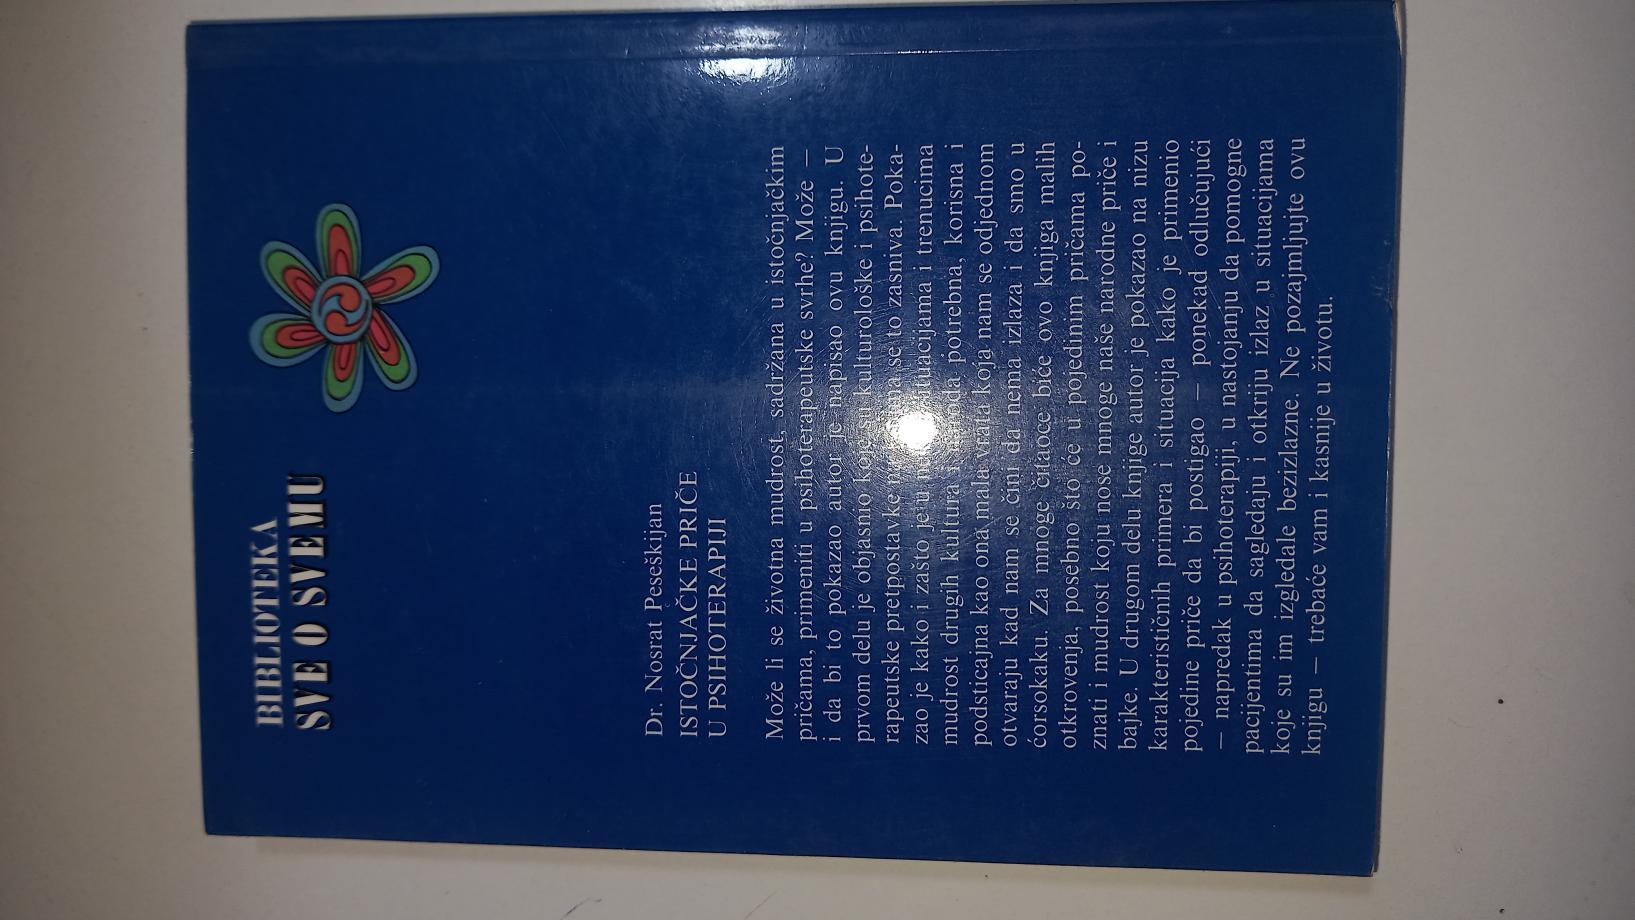 BIBLIOTEKA
SVE O SVEMU
Dr. Nosrat Peseškijan
ISTOČNJAČKE PRIČE
U PSIHOTERAPIJI
Može li se životna mudrost, sadržana u istočnjačkim
pričama, primeniti u psihoterapeutske svrhe? Može –
i da bi to pokazao autor je napisao ovu knjigu. U
prvom delu je objasnio koje su kulturološke i psihote-
rapeutske pretpostavke na kojima se to zasniva. Poka-
zao je kako i zašto je u nekim situacijama i trenucima
mudrost drugih kultura i naroda potrebna, korisna i
podsticajna kao ona mala vrata koja nam se odjednom
otvaraju kad nam se čini da nema izlaza i da smo u
ćorsokaku. Za mnoge čitaoce biće ovo knjiga malih
otkrovenja, posebno što će u pojedinim pričama po-
znati i mudrost koju nose mnoge naše narodne priče i
bajke. U drugom delu knjige autor je pokazao na nizu
karakterističnih primera i situacija kako je primenio
pojedine priče da bi postigao – ponekad odlučujući
– napredak u psihoterapiji, u nastojanju da pomogne
pacijentima da sagledaju i otkriju izlaz u situacijama
koje su im izgledale bezizlazne. Ne pozajmljujte ovu
knjigu – trebaće vam i kasnije u životu.